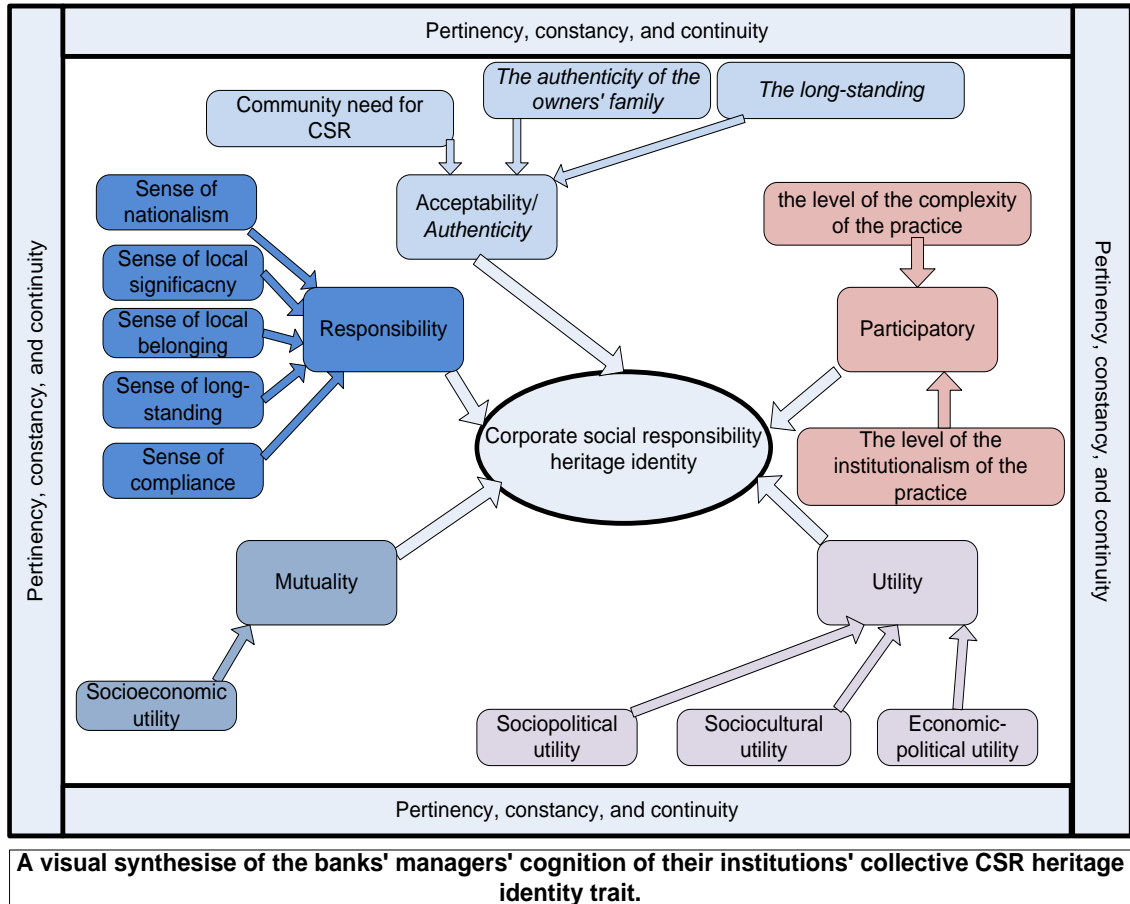 Pertinency, constancy, and continuity
Pertinency, constancy, and continuity
Pertinency, constancy, and continuity
Community need for
CSR
The authenticity of the
owners' family
The long-standing
Acceptability/
Authenticity
Sense of
nationalism
Sense of local
significacny
Sense of local
belonging
Sense of long-
standing
Sense of
compliance
Responsibility
the level of the complexity
of the practice
Participatory
The level of the
institutionalism of the
practice
Corporate social responsibility
heritage identity
Mutuality
Utility
Socioeconomic
utility
Sociopolitical
utility
Sociocultural
utility
Economic-
political utility
Pertinency, constancy, and continuity
A visual synthesise of the banks' managers' cognition of their institutions' collective CSR heritage
identity trait.